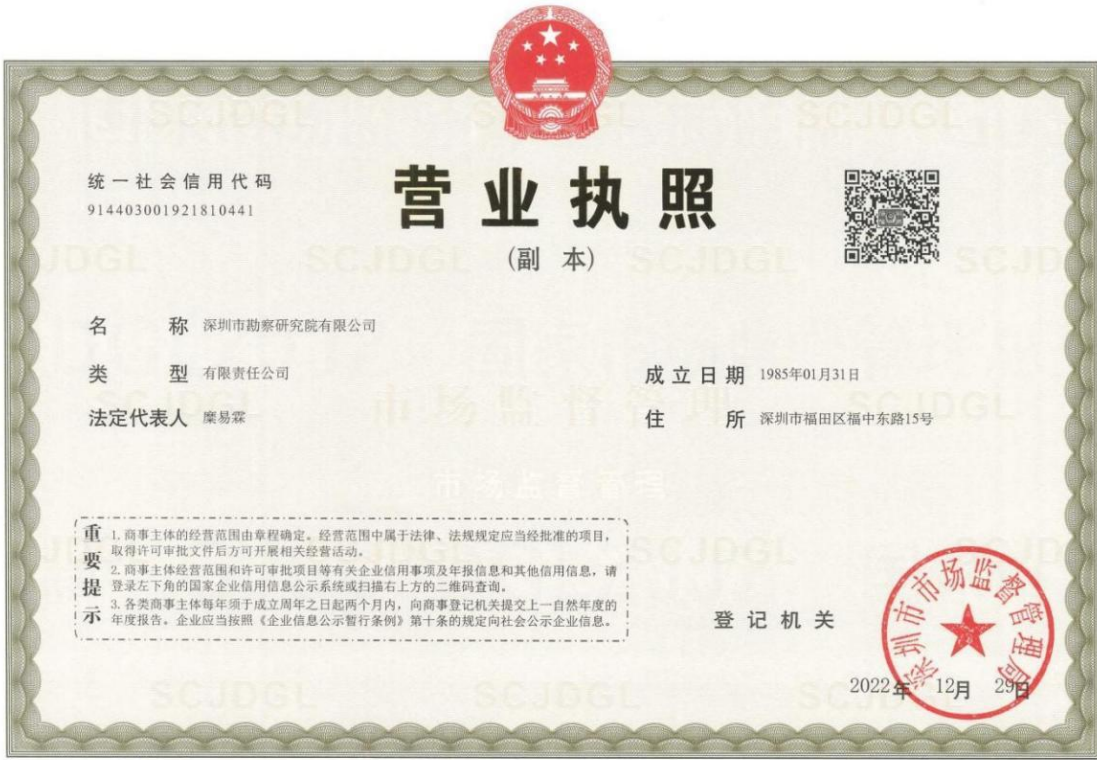 统一社会信用代码
914403001921810441
营业执照
(副 本)
名 称 深圳市勘察研究院有限公司
类 型 有限责任公司
成立日期 1985年01月31日
法定代表人 糜易霖
住 所 深圳市福田区福中东路15号
重要提示
1. 商事主体的经营范围由章程确定。经营范围中属于法律、法规规定应当经批准的项目，
取得许可审批文件后方可开展相关经营活动。
2. 商事主体经营范围和许可审批项目等有关企业信用事项及年报信息和其他信用信息，请
登录左下角的国家企业信用信息公示系统或扫描右上方的二维码查询。
3. 各类商事主体每年须于成立周年之日起两个月内，向商事登记机关提交上一自然年度的
年度报告。企业应当按照《企业信息公示暂行条例》第十条的规定向社会公示企业信息。
登记机关
深圳市市场监督管理局
2022年 12月 29日
SCJDGL
市场监督管理
市场监督管理